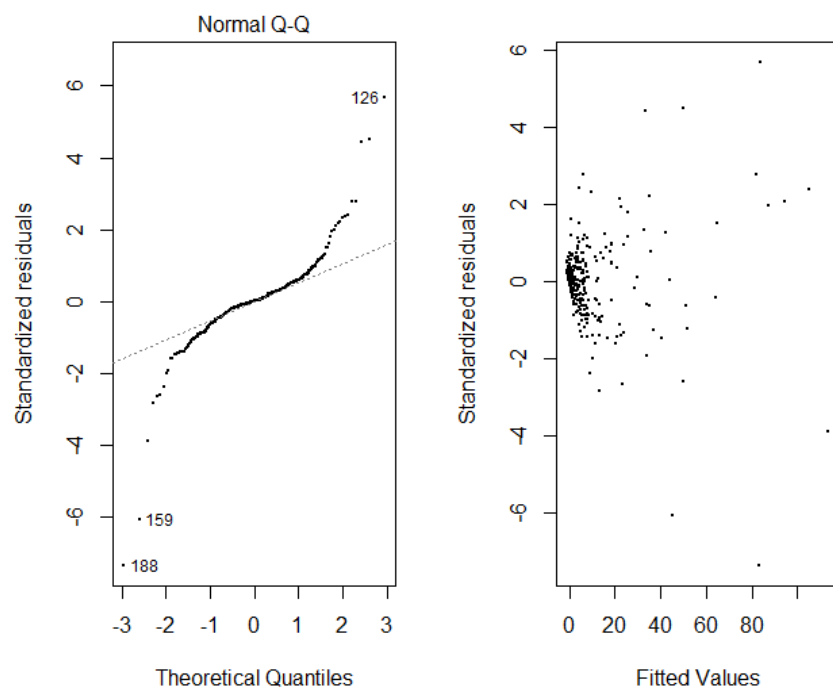 Normal Q-Q
Standardized residuals
6
4
2
0
-2
-4
-6
126
159
188
-3 -2 -1 0 1 2 3
Theoretical Quantiles
Standardized residuals
6
4
2
0
-2
-4
-6
0 20 40 60 80
Fitted Values